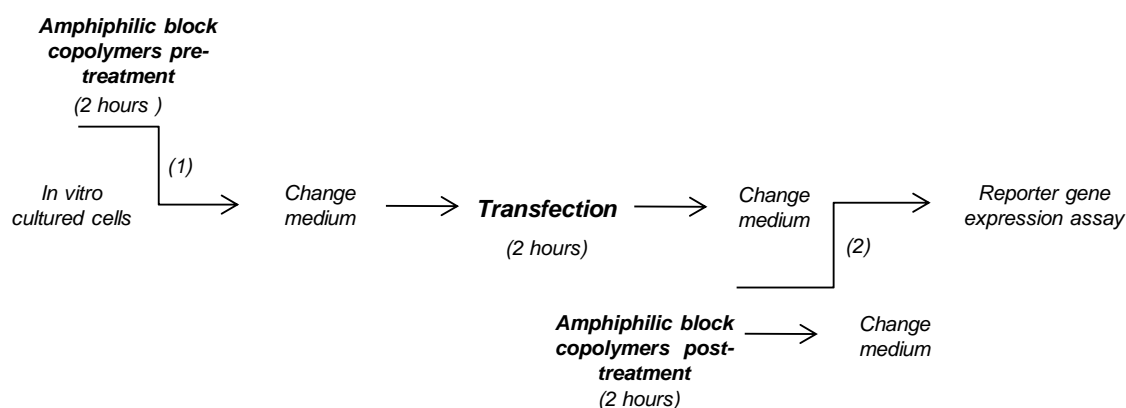 Amphiphilic block
copolymers pre-
treatment
(2 hours )
(1)
In vitro
cultured cells
Change
medium
Transfection
(2 hours)
Change
medium
(2)
Reporter gene
expression assay
Amphiphilic block
copolymers post-
treatment
(2 hours)
Change
medium